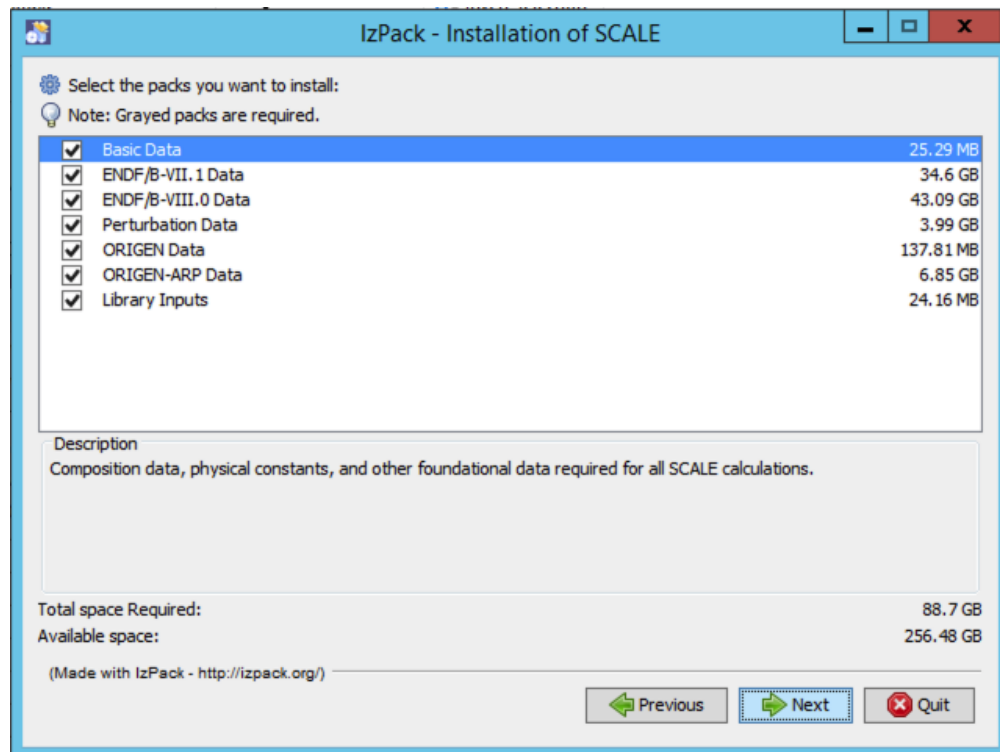 IzPack - Installation of SCALE
Select the packs you want to install:
Note: Grayed packs are required.
Basic Data 25.29 MB
ENDF/B-VII.1 Data 34.6 GB
ENDF/B-VIII.0 Data 43.09 GB
Perturbation Data 3.99 GB
ORIGEN Data 137.81 MB
ORIGEN-ARP Data 6.85 GB
Library Inputs 24.16 MB
Description
Composition data, physical constants, and other foundational data required for all SCALE calculations.
Total space Required: 88.7 GB
Available space: 256.48 GB
(Made with IzPack - http://izpack.org/)
Previous Next Quit